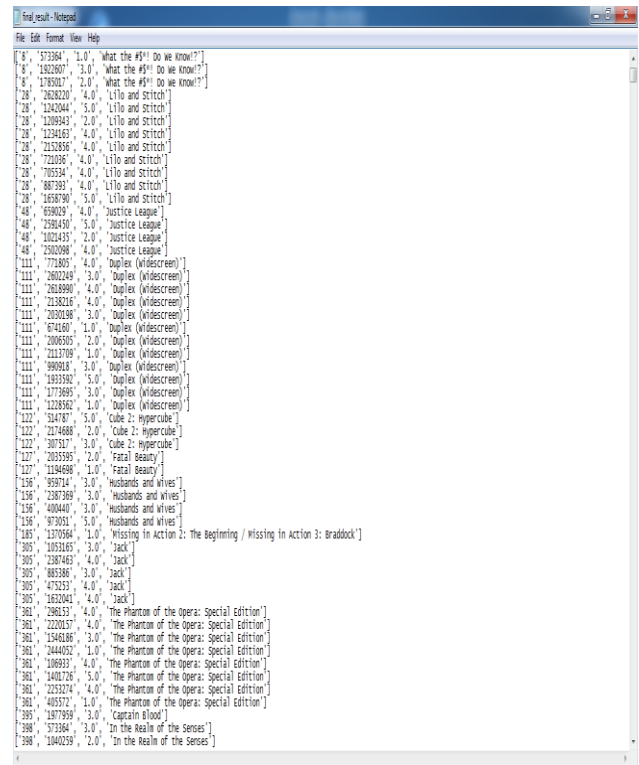 final_result - Notepad
File Edit Format View Help
['8', '573364', '1.0', 'What the #$*! Do We Know!?']
['8', '1922607', '3.0', 'What the #$*! Do We Know!?']
['8', '1785017', '2.0', 'What the #$*! Do We Know!?']
['28', '2628220', '4.0', 'Lilo and Stitch']
['28', '1242044', '5.0', 'Lilo and Stitch']
['28', '1209343', '2.0', 'Lilo and Stitch']
['28', '1234163', '4.0', 'Lilo and Stitch']
['28', '2152856', '4.0', 'Lilo and Stitch']
['28', '721036', '4.0', 'Lilo and Stitch']
['28', '705534', '4.0', 'Lilo and Stitch']
['28', '887393', '4.0', 'Lilo and Stitch']
['28', '1658790', '5.0', 'Lilo and Stitch']
['48', '659029', '4.0', 'Justice League']
['48', '2591450', '5.0', 'Justice League']
['48', '1021435', '2.0', 'Justice League']
['48', '2502098', '4.0', 'Justice League']
['111', '771805', '4.0', 'Duplex (Widescreen)']
['111', '2602249', '3.0', 'Duplex (Widescreen)']
['111', '2618990', '4.0', 'Duplex (Widescreen)']
['111', '2138216', '4.0', 'Duplex (Widescreen)']
['111', '2030198', '3.0', 'Duplex (Widescreen)']
['111', '674160', '1.0', 'Duplex (Widescreen)']
['111', '2006505', '2.0', 'Duplex (Widescreen)']
['111', '2113709', '1.0', 'Duplex (Widescreen)']
['111', '990918', '3.0', 'Duplex (Widescreen)']
['111', '1933592', '5.0', 'Duplex (Widescreen)']
['111', '1773695', '3.0', 'Duplex (Widescreen)']
['111', '1228562', '1.0', 'Duplex (Widescreen)']
['122', '514787', '5.0', 'Cube 2: Hypercube']
['122', '2174688', '2.0', 'Cube 2: Hypercube']
['122', '307517', '3.0', 'Cube 2: Hypercube']
['127', '2035595', '2.0', 'Fatal Beauty']
['127', '1194698', '1.0', 'Fatal Beauty']
['156', '959714', '3.0', 'Husbands and Wives']
['156', '2387369', '3.0', 'Husbands and Wives']
['156', '400440', '3.0', 'Husbands and Wives']
['156', '973051', '5.0', 'Husbands and Wives']
['185', '1370564', '1.0', 'Missing in Action 2: The Beginning / Missing in Action 3: Braddock']
['305', '1053165', '3.0', 'Jack']
['305', '2387463', '4.0', 'Jack']
['305', '885386', '3.0', 'Jack']
['305', '475253', '4.0', 'Jack']
['305', '1632041', '4.0', 'Jack']
['361', '296153', '4.0', 'The Phantom of the Opera: Special Edition']
['361', '2220157', '4.0', 'The Phantom of the Opera: Special Edition']
['361', '1546186', '3.0', 'The Phantom of the Opera: Special Edition']
['361', '2444052', '1.0', 'The Phantom of the Opera: Special Edition']
['361', '106933', '4.0', 'The Phantom of the Opera: Special Edition']
['361', '1401726', '5.0', 'The Phantom of the Opera: Special Edition']
['361', '2253274', '4.0', 'The Phantom of the Opera: Special Edition']
['361', '405572', '1.0', 'The Phantom of the Opera: Special Edition']
['395', '1977959', '3.0', 'Captain Blood']
['398', '573364', '3.0', 'In the Realm of the Senses']
['398', '1040259', '2.0', 'In the Realm of the Senses']